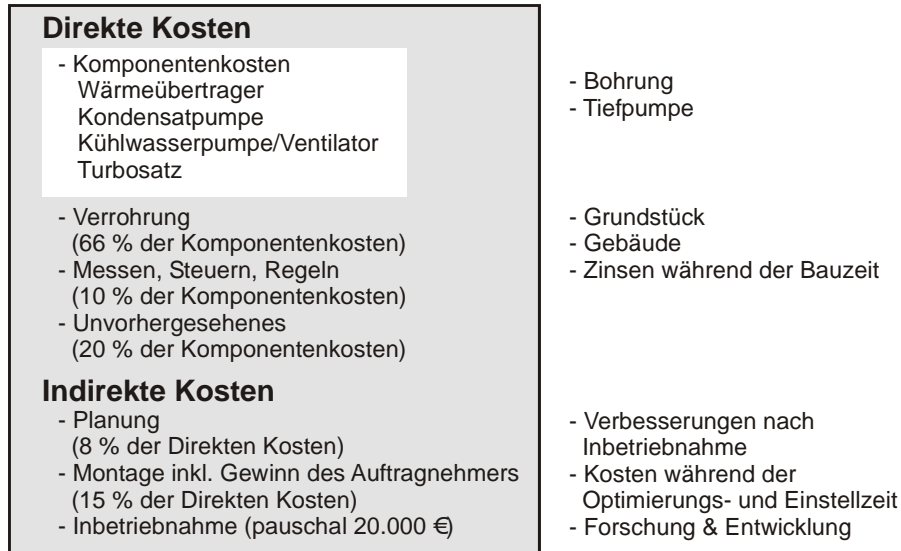 Direkte Kosten
- Komponentenkosten
Wärmeübertrager
Kondensatpumpe
Kühlwasserpumpe/Ventilator
Turbosatz
- Verrohrung
(66 % der Komponentenkosten)
- Messen, Steuern, Regeln
(10 % der Komponentenkosten)
- Unvorhergesehenes
(20 % der Komponentenkosten)
Indirekte Kosten
- Planung
(8 % der Direkten Kosten)
- Montage inkl. Gewinn des Auftragnehmers
(15 % der Direkten Kosten)
- Inbetriebnahme (pauschal 20.000 €)
- Bohrung
- Tiefpumpe
- Grundstück
- Gebäude
- Zinsen während der Bauzeit
- Verbesserungen nach
Inbetriebnahme
- Kosten während der
Optimierungs- und Einstellzeit
- Forschung & Entwicklung